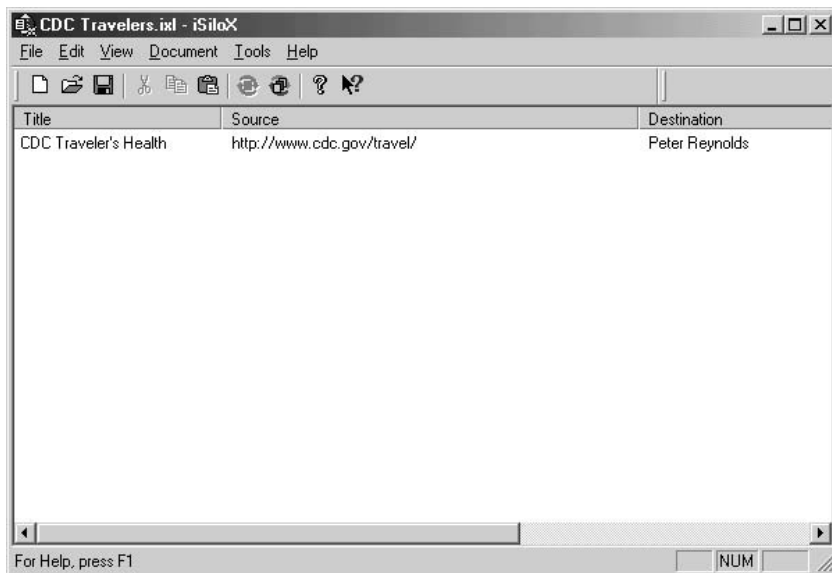 CDC Travelers.ixl - iSiloX
File Edit View Document Tools Help
Title Source Destination
CDC Traveler's Health http://www.cdc.gov/travel/ Peter Reynolds
For Help, press F1 NUM